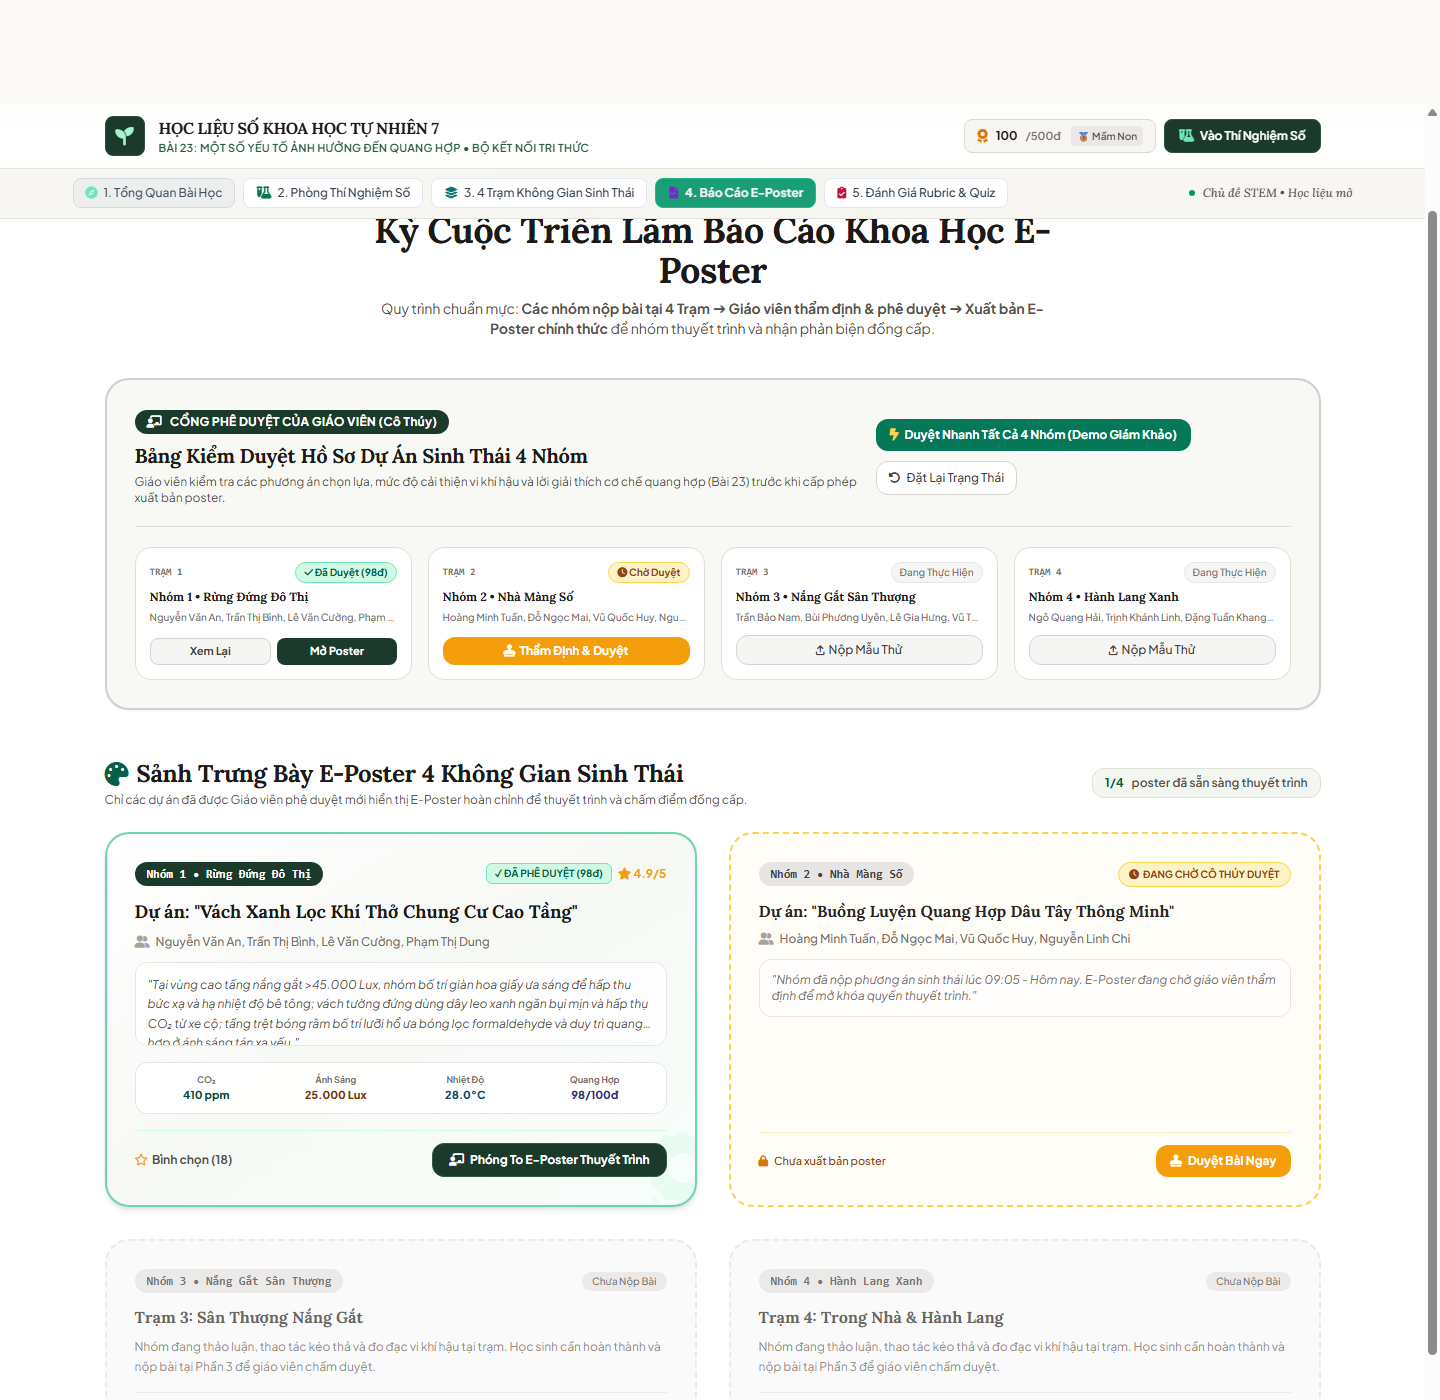 HỌC LIỆU SỐ KHOA HỌC TỰ NHIÊN 7
BÀI 23: MỘT SỐ YẾU TỐ ẢNH HƯỞNG ĐẾN QUANG HỢP • BỘ KẾT NỐI TRI THỨC
100 /500đ Mầm Non
Vào Thí Nghiệm Số
1. Tổng Quan Bài Học
2. Phòng Thí Nghiệm Số
3. 4 Trạm Không Gian Sinh Thái
4. Báo Cáo E-Poster
5. Đánh Giá Rubric & Quiz
Chủ đề STEM • Học liệu mở
Kỳ Cuộc Triển Lãm Báo Cáo Khoa Học E-
Poster
Quy trình chuẩn mực: Các nhóm nộp bài tại 4 Trạm → Giáo viên thẩm định & phê duyệt → Xuất bản E-
Poster chính thức để nhóm thuyết trình và nhận phản biện đồng cấp.
CỔNG PHÊ DUYỆT CỦA GIÁO VIÊN (Cô Thúy)
Bảng Kiểm Duyệt Hồ Sơ Dự Án Sinh Thái 4 Nhóm
Giáo viên kiểm tra các phương án chọn lựa, mức độ cải thiện vi khí hậu và lời giải thích cơ chế quang hợp (Bài 23) trước khi cấp phép
xuất bản poster.
Duyệt Nhanh Tất Cả 4 Nhóm (Demo Giám Khảo)
Đặt Lại Trạng Thái
TRẠM 1
Đã Duyệt (98đ)
Nhóm 1 • Rừng Đứng Đô Thị
Nguyễn Văn An, Trần Thị Bình, Lê Văn Cường, Phạm ...
Xem Lại
Mở Poster
TRẠM 2
Chờ Duyệt
Nhóm 2 • Nhà Màng Số
Hoàng Minh Tuấn, Đỗ Ngọc Mai, Vũ Quốc Huy, Ngu...
Thẩm Định & Duyệt
TRẠM 3
Đang Thực Hiện
Nhóm 3 • Nắng Gắt Sân Thượng
Trần Bảo Nam, Bùi Phương Uyên, Lê Gia Hưng, Vũ T...
Nộp Mẫu Thử
TRẠM 4
Đang Thực Hiện
Nhóm 4 • Hành Lang Xanh
Ngô Quang Hải, Trịnh Khánh Linh, Đặng Tuấn Khang...
Nộp Mẫu Thử
Sảnh Trưng Bày E-Poster 4 Không Gian Sinh Thái
Chỉ các dự án đã được Giáo viên phê duyệt mới hiển thị E-Poster hoàn chỉnh để thuyết trình và chấm điểm đồng cấp.
1/4 poster đã sẵn sàng thuyết trình
Nhóm 1 • Rừng Đứng Đô Thị
✓ ĐÃ PHÊ DUYỆT (98đ)
4.9/5
Dự án: "Vách Xanh Lọc Khí Thở Chung Cư Cao Tầng"
Nguyễn Văn An, Trần Thị Bình, Lê Văn Cường, Phạm Thị Dung
"Tại vùng cao tầng nắng gắt >45.000 Lux, nhóm bố trí giàn hoa giấy ưa sáng để hấp thu
bức xạ và hạ nhiệt độ bê tông; vách tường đứng dùng dây leo xanh ngăn bụi mịn và hấp thụ
CO₂ từ xe cộ; tầng trệt bóng râm bố trí lưỡi hổ ưa bóng lọc formaldehyde và duy trì quang...
hợp ở ánh sáng tán xạ yếu."
CO₂
410 ppm
Ánh Sáng
25.000 Lux
Nhiệt Độ
28.0°C
Quang Hợp
98/100đ
Bình chọn (18)
Phóng To E-Poster Thuyết Trình
Nhóm 2 • Nhà Màng Số
ĐANG CHỜ CÔ THÚY DUYỆT
Dự án: "Buồng Luyện Quang Hợp Dâu Tây Thông Minh"
Hoàng Minh Tuấn, Đỗ Ngọc Mai, Vũ Quốc Huy, Nguyễn Linh Chi
"Nhóm đã nộp phương án sinh thái lúc 09:05 - Hôm nay. E-Poster đang chờ giáo viên thẩm
định để mở khóa quyền thuyết trình."
Chưa xuất bản poster
Duyệt Bài Ngay
Nhóm 3 • Nắng Gắt Sân Thượng
Chưa Nộp Bài
Trạm 3: Sân Thượng Nắng Gắt
Nhóm đang thảo luận, thao tác kéo thả và đo đạc vi khí hậu tại trạm. Học sinh cần hoàn thành và
nộp bài tại Phần 3 để giáo viên chấm duyệt.
Nhóm 4 • Hành Lang Xanh
Chưa Nộp Bài
Trạm 4: Trong Nhà & Hành Lang
Nhóm đang thảo luận, thao tác kéo thả và đo đạc vi khí hậu tại trạm. Học sinh cần hoàn thành và
nộp bài tại Phần 3 để giáo viên chấm duyệt.